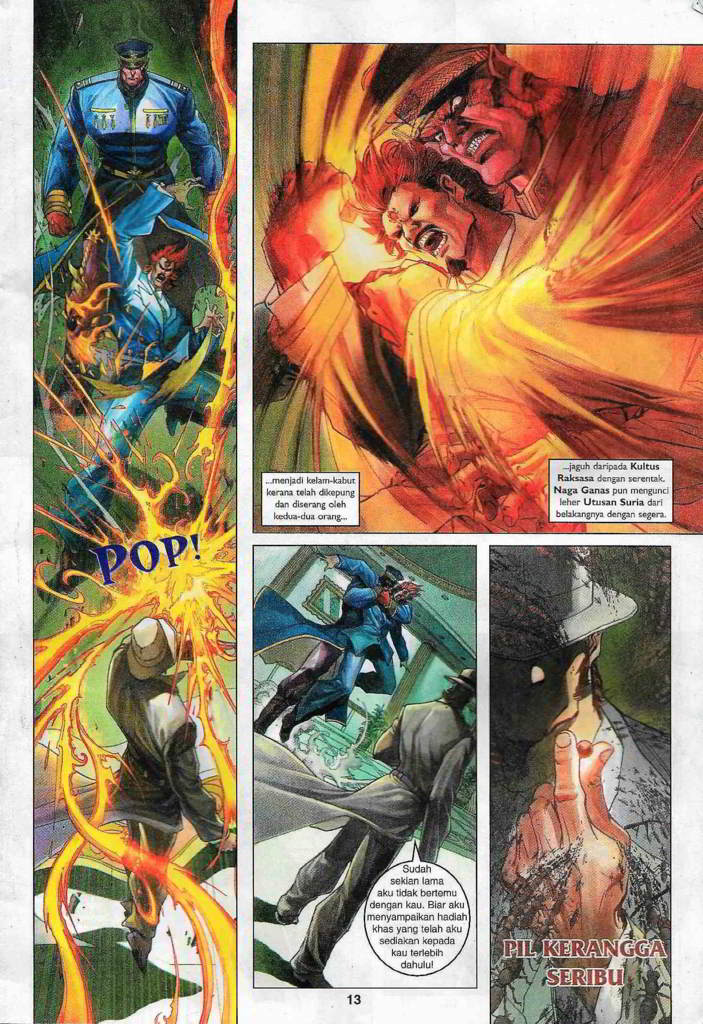 POP!
...menjadi kelam-kabut
kerana telah dikepung
dan diserang oleh
kedua-dua orang...
...jaguh daripada Kultus
Raksasa dengan serentak.
Naga Ganas pun mengunci
leher Utusan Suria dari
belakangnya dengan segera.
Sudah
sekian lama
aku tidak bertemu
dengan kau. Biar aku
menyampaikan hadiah
khas yang telah aku
sediakan kepada
kau terlebih
dahulu!
PIL KERANGGA
SERIBU
13